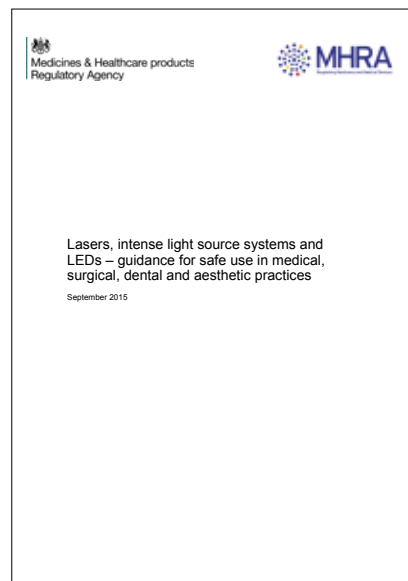 Medicines & Healthcare products
Regulatory Agency
MHRA
Lasers, intense light source systems and
LEDs – guidance for safe use in medical,
surgical, dental and aesthetic practices
September 2015